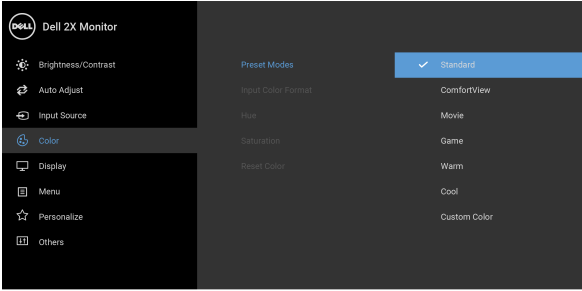 DELL
Dell 2X Monitor
Brightness/Contrast
Auto Adjust
Input Source
Color
Display
Menu
Personalize
Others
Preset Modes
Input Color Format
Hue
Saturation
Reset Color
Standard
ComfortView
Movie
Game
Warm
Cool
Custom Color